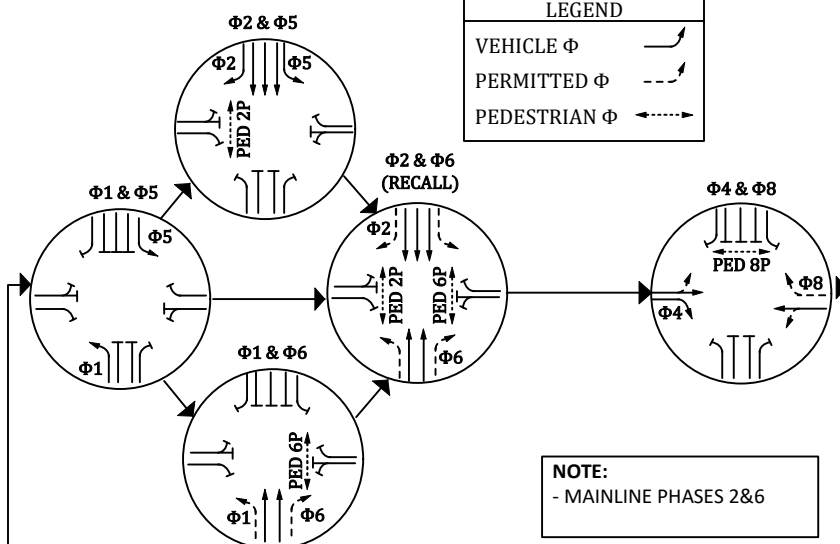 LEGEND
VEHICLE Φ
PERMITTED Φ
PEDESTRIAN Φ
Φ2 & Φ5
Φ2
Φ5
PED 2P
Φ1 & Φ5
Φ5
Φ1
Φ2 & Φ6
(RECALL)
Φ2
PED 2P
PED 6P
Φ6
Φ4 & Φ8
PED 8P
Φ8
Φ4
Φ1 & Φ6
PED 6P
Φ1
Φ6
NOTE:
- MAINLINE PHASES 2&6